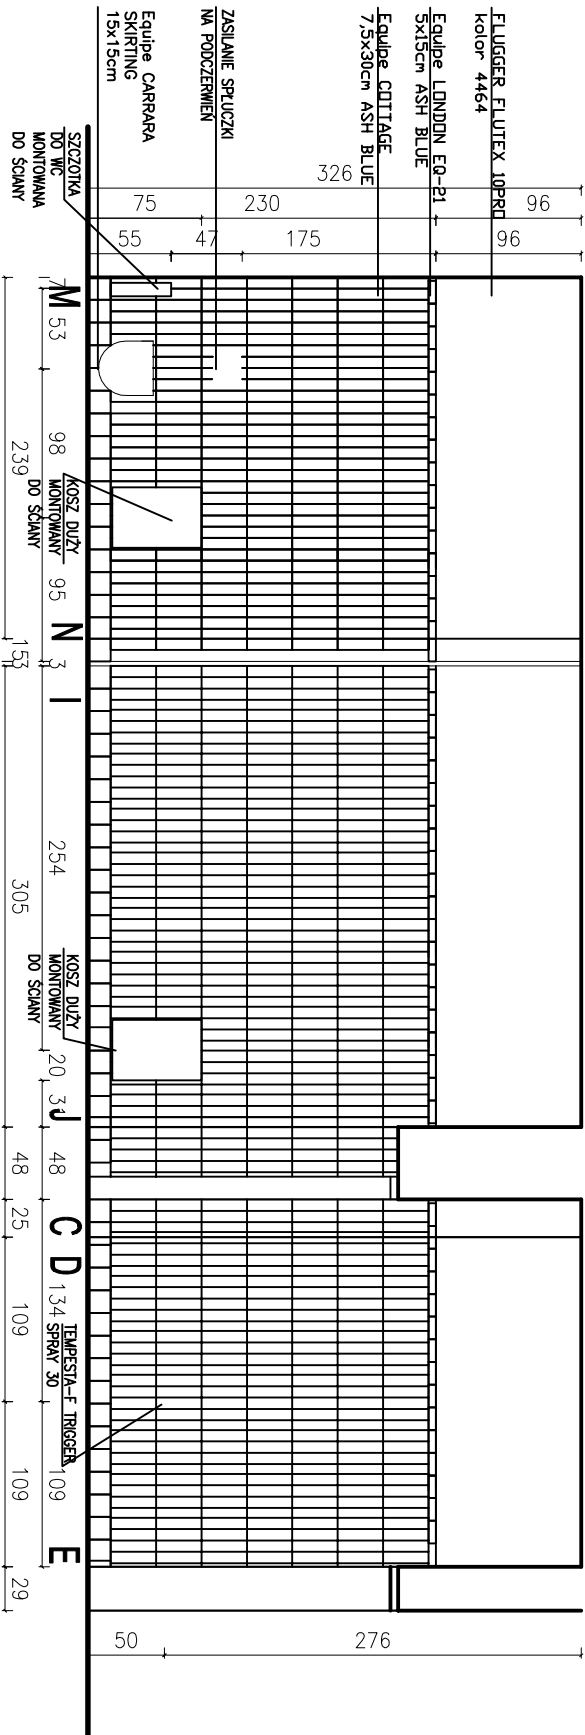 FLUGGER FLUTEX 10PRO
kolor 4464
Equipe LONDON EQ-21
5x15cm ASH BLUE
Equipe COTTAGE
7,5x30cm ASH BLUE
ZASILANIE SPŁUCZKI
NA PODCZERWIEŃ
Equipe CARRARA
SKIRTING
15x15cm
SZCZOTKA
DO WC
MONTOWANA
DO ŚCIANY
326
75
230
96
55
47
175
96
7
53
98
95
3
254
20
31
48
134
109
M
N
I
J
C
D
E
KOSZ DUŻY
MONTOWANY
DO ŚCIANY
KOSZ DUŻY
MONTOWANY
DO ŚCIANY
TEMPESTA-F TRIGGER
SPRAY 30
239
15
3
305
48
25
109
109
29
50
276